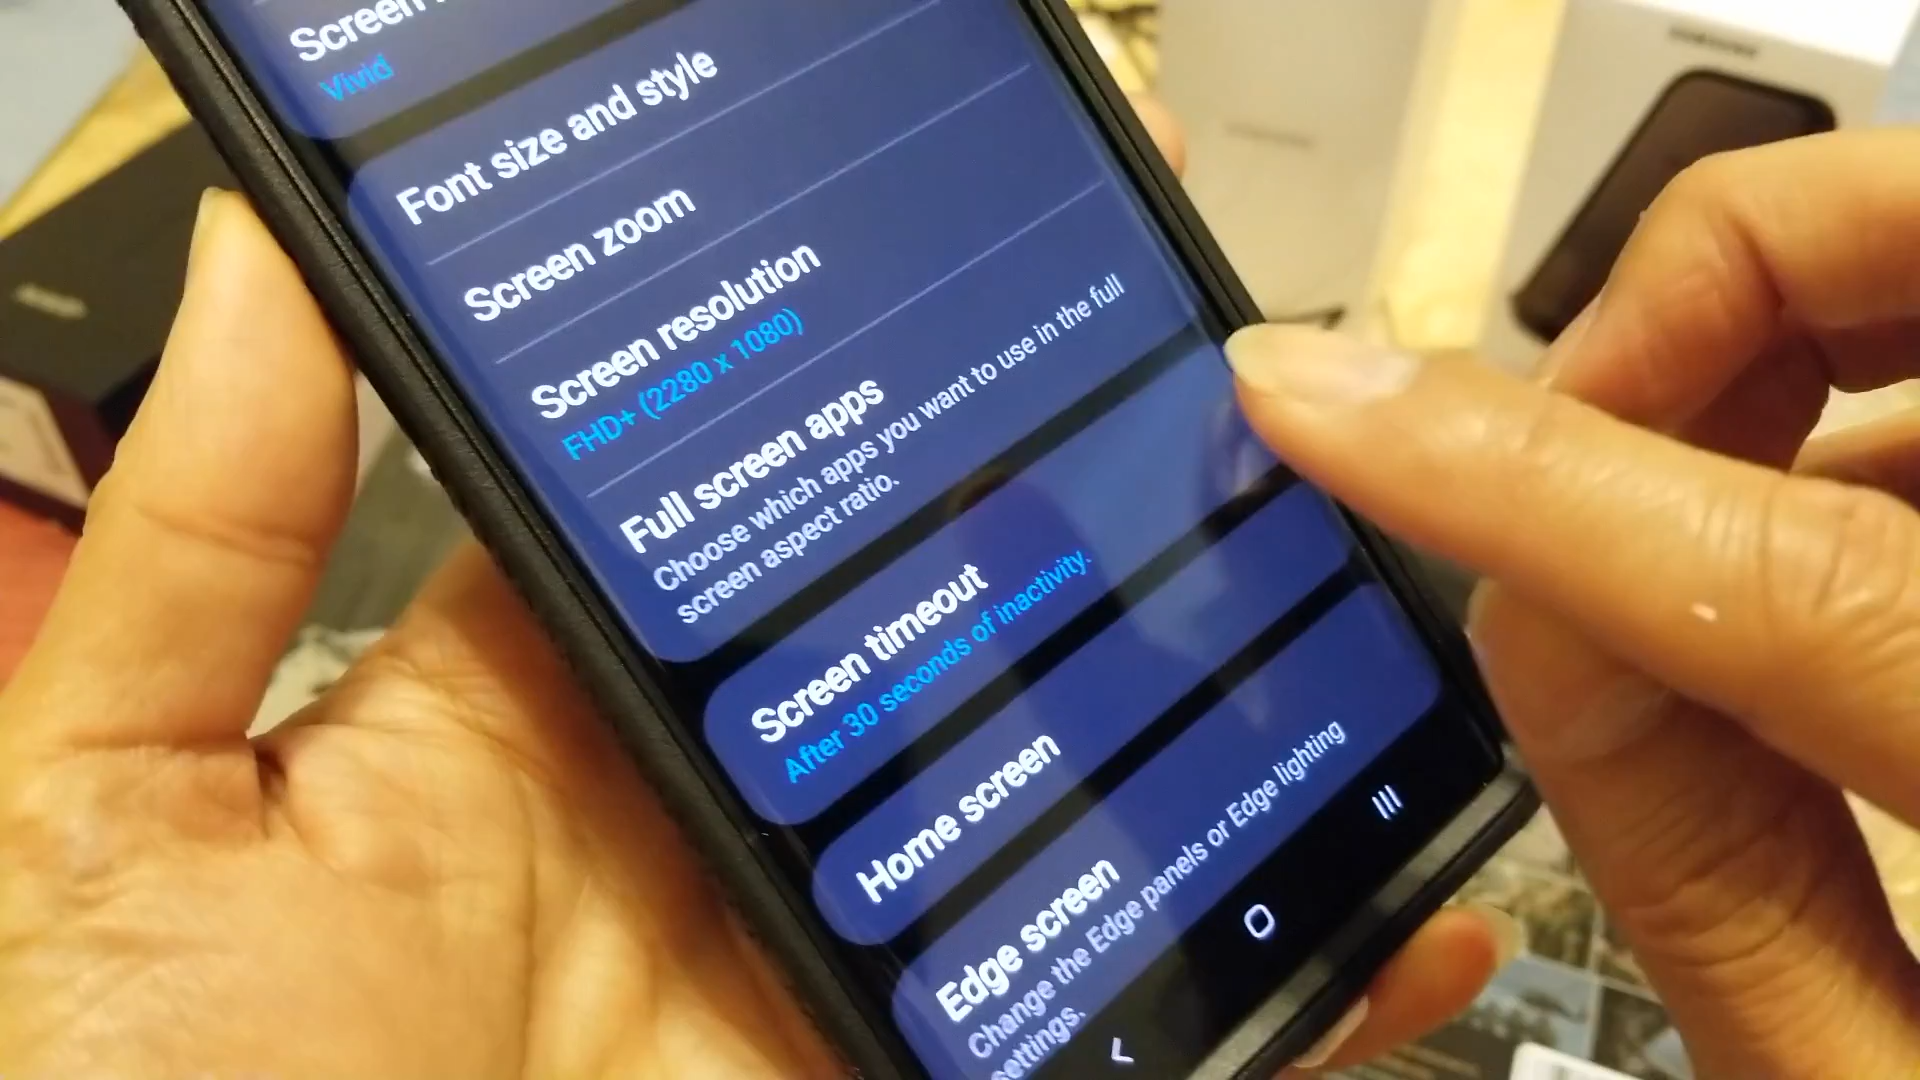 Screen
Vivid
Font size and style
Screen zoom
Screen resolution
FHD+ (2280 x 1080)
Full screen apps
Choose which apps you want to use in the full
screen aspect ratio.
Screen timeout
After 30 seconds of inactivity.
Home screen
Edge screen
Change the Edge panels or Edge lighting
settings.